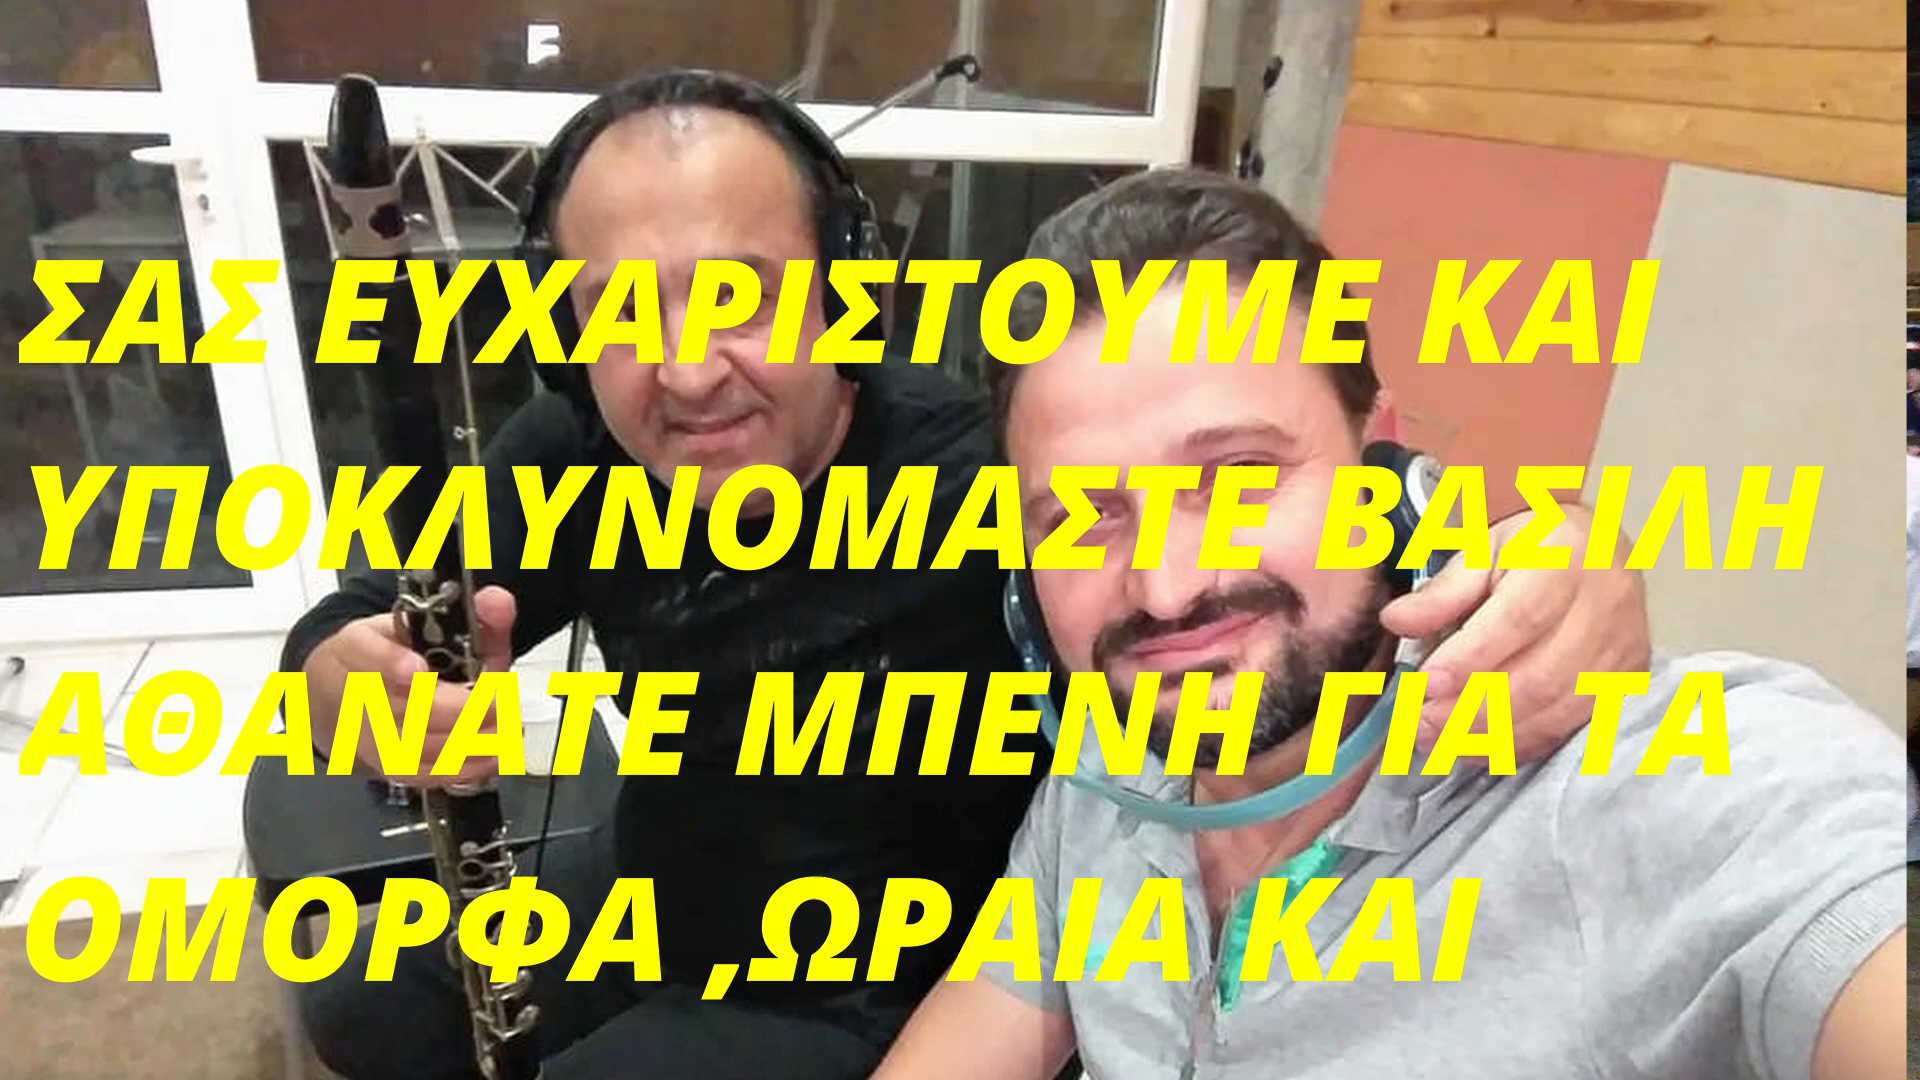 ΣΑΣ ΕΥΧΑΡΙΣΤΟΥΜΕ ΚΑΙ
ΥΠΟΚΛΥΝΟΜΑΣΤΕ ΒΑΣΙΛΗ
ΑΘΑΝΑΤΕ ΜΠΕΝΗ ΓΙΑ ΤΑ
ΟΜΟΡΦΑ ,ΩΡΑΙΑ ΚΑΙ